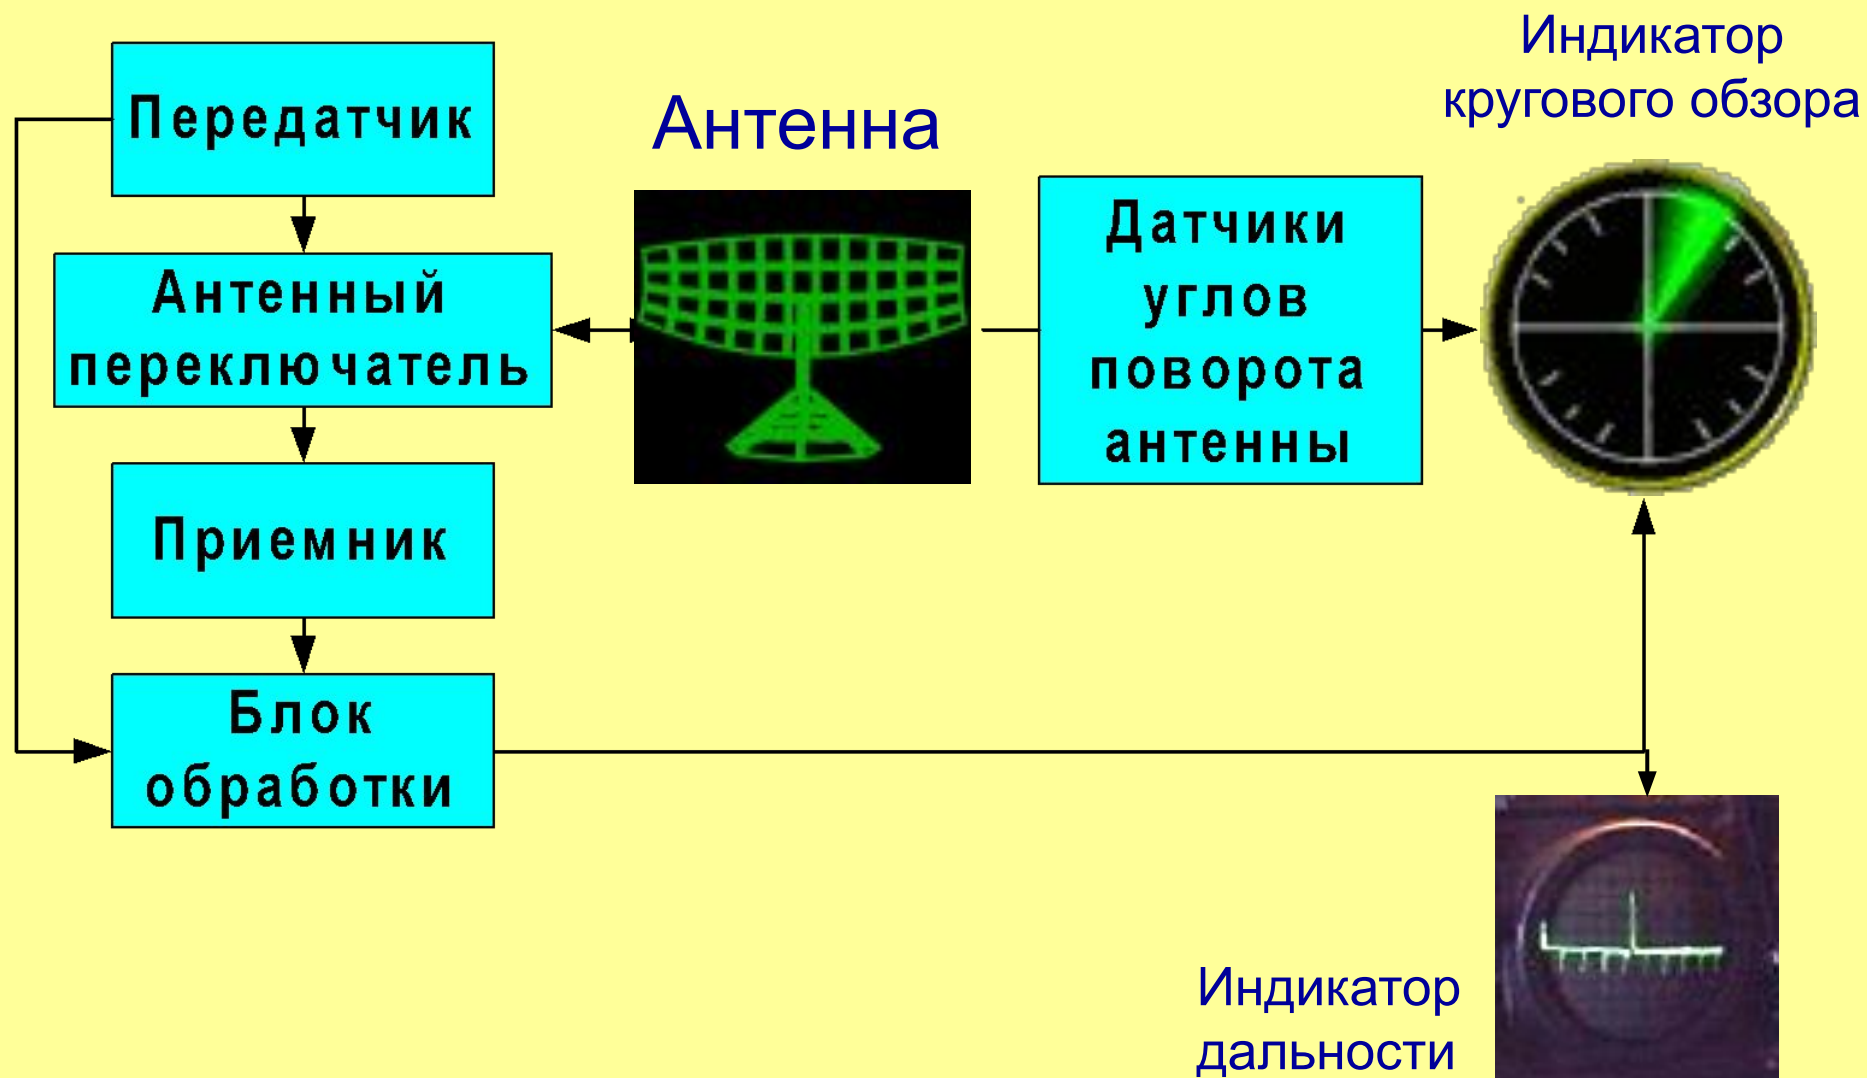 Передатчик
Антенный
переключатель
Приемник
Блок
обработки
Антенна
Датчики
углов
поворота
антенны
Индикатор
кругового обзора
Индикатор
дальности